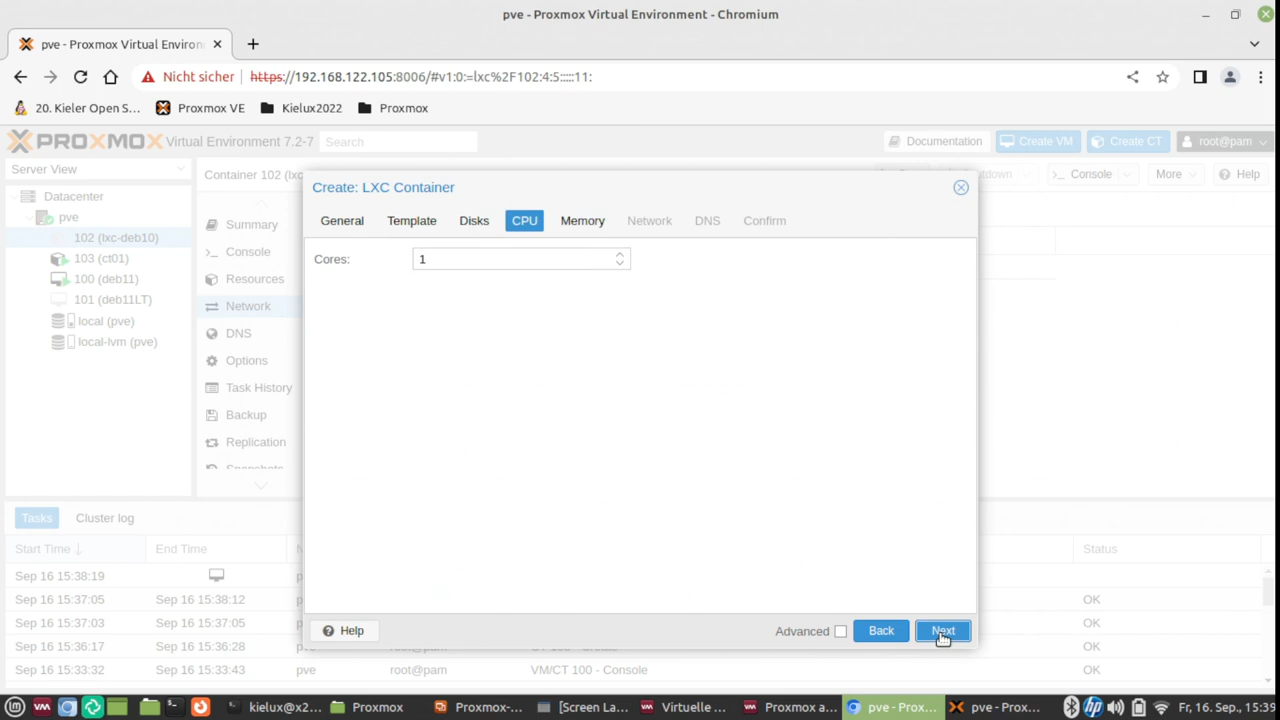 pve - Proxmox Virtual Environment - Chromium
pve - Proxmox Virtual Environ
Nicht sicher https://192.168.122.105:8006/#v1:0:=lxc%2F102:4:5:::::11:
20. Kieler Open S... Proxmox VE Kielux2022 Proxmox
PROXMOX Virtual Environment 7.2-7 Search Documentation Create VM Create CT root@pam
Server View
Container 102 (lxc
Console More Help
Datacenter
pve
102 (lxc-deb10)
103 (ct01)
100 (deb11)
101 (deb11LT)
local (pve)
local-lvm (pve)
Summary
Console
Resources
Network
DNS
Options
Task History
Backup
Replication
Snapshots
Create: LXC Container
General Template Disks CPU Memory Network DNS Confirm
Cores: 1
Help Advanced Back Next
Tasks Cluster log
Start Time End Time Status
Sep 16 15:38:19
Sep 16 15:37:05 Sep 16 15:38:12 OK
Sep 16 15:37:03 Sep 16 15:37:05 OK
Sep 16 15:36:17 Sep 16 15:36:28 pve root@pam CT 100 - Create OK
Sep 16 15:33:32 Sep 16 15:33:43 pve root@pam VM/CT 100 - Console OK
kielux@x2... Proxmox Proxmox-... [Screen La... Virtuelle ... Proxmox a... pve - Prox... pve - Prox... Fr, 16. Sep., 15:39